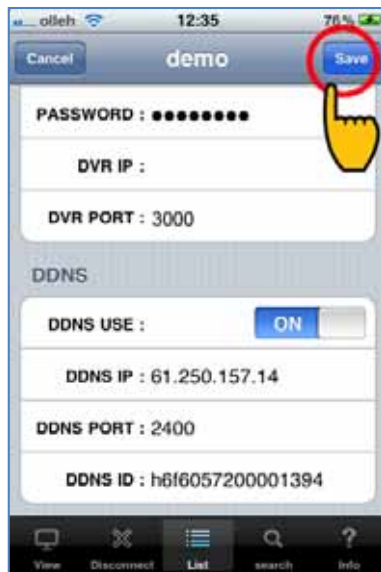 olleh 12:35 76%
Cancel demo Save
PASSWORD : ●●●●●●●●
DVR IP :
DVR PORT : 3000
DDNS
DDNS USE : ON
DDNS IP : 61.250.157.14
DDNS PORT : 2400
DDNS ID : h6f6057200001394
View Disconnect List search Info